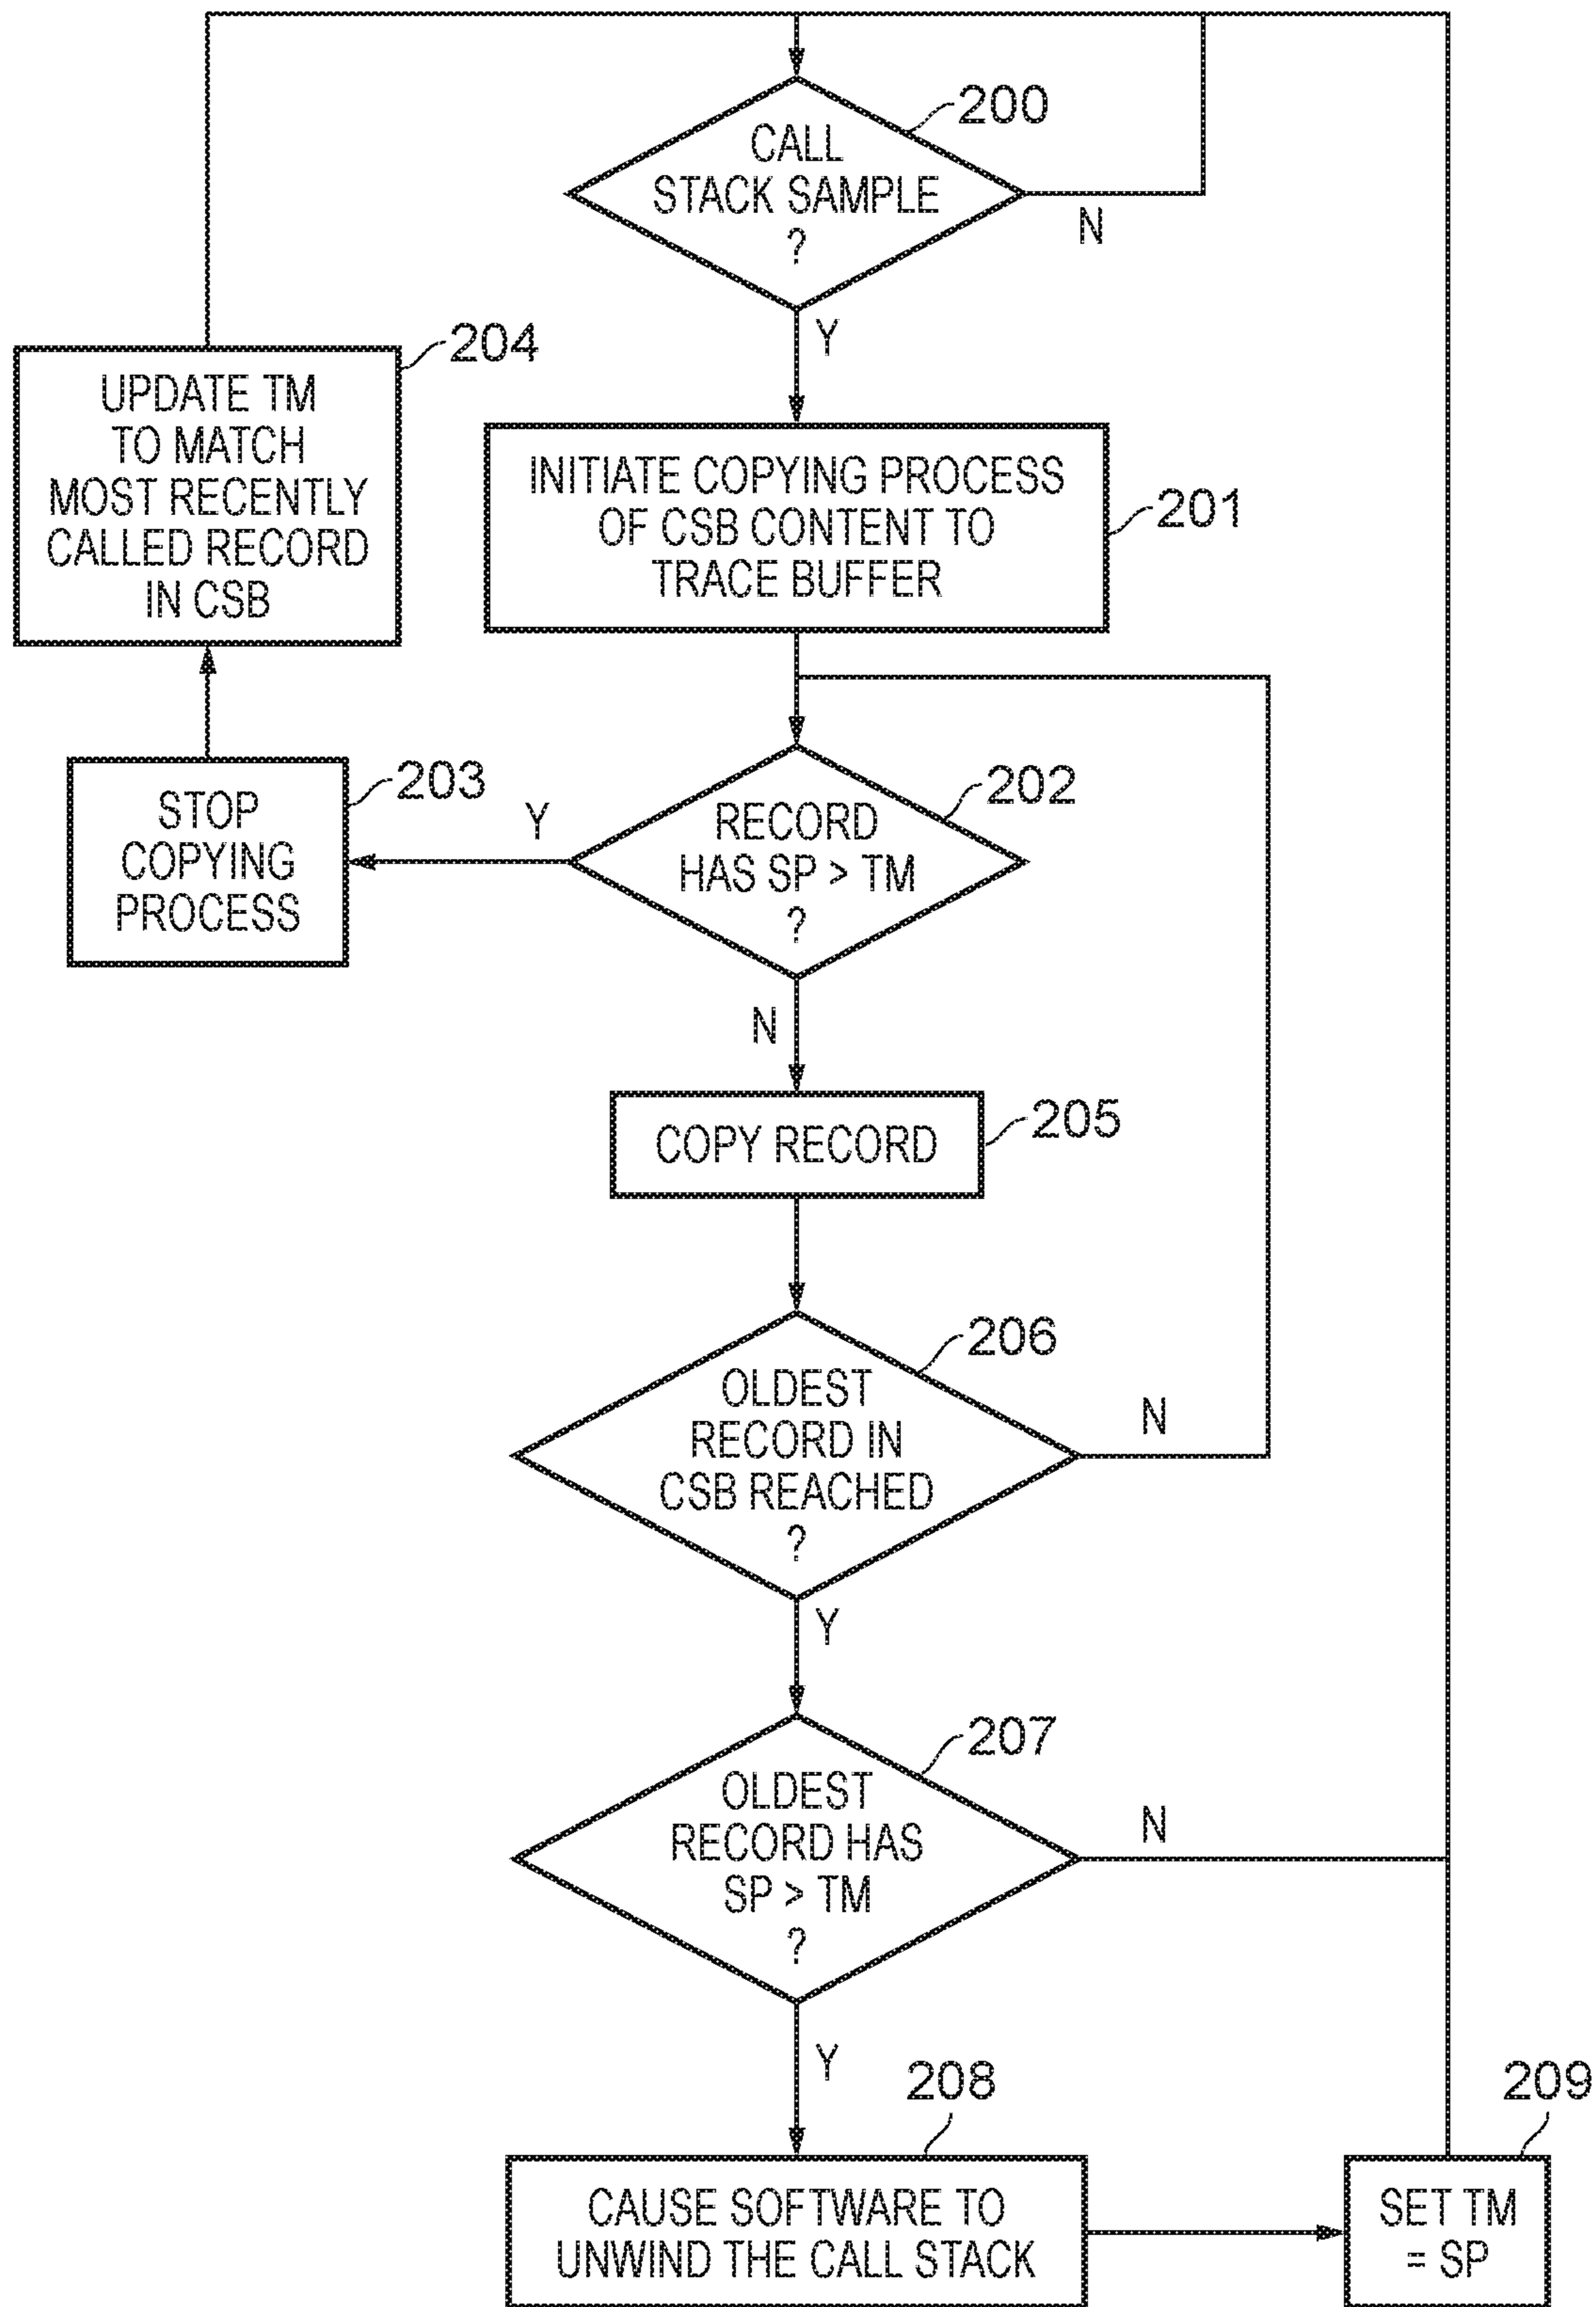 200
CALL
STACK SAMPLE
?
N
Y
204
UPDATE TM
TO MATCH
MOST RECENTLY
CALLED RECORD
IN CSB
INITIATE COPYING PROCESS
OF CSB CONTENT TO
TRACE BUFFER
201
203
STOP
COPYING
PROCESS
Y
202
RECORD
HAS SP > TM
?
N
COPY RECORD
205
206
OLDEST
RECORD IN
CSB REACHED
?
N
Y
207
OLDEST
RECORD HAS
SP > TM
?
N
Y
208
CAUSE SOFTWARE TO
UNWIND THE CALL STACK
209
SET TM
= SP